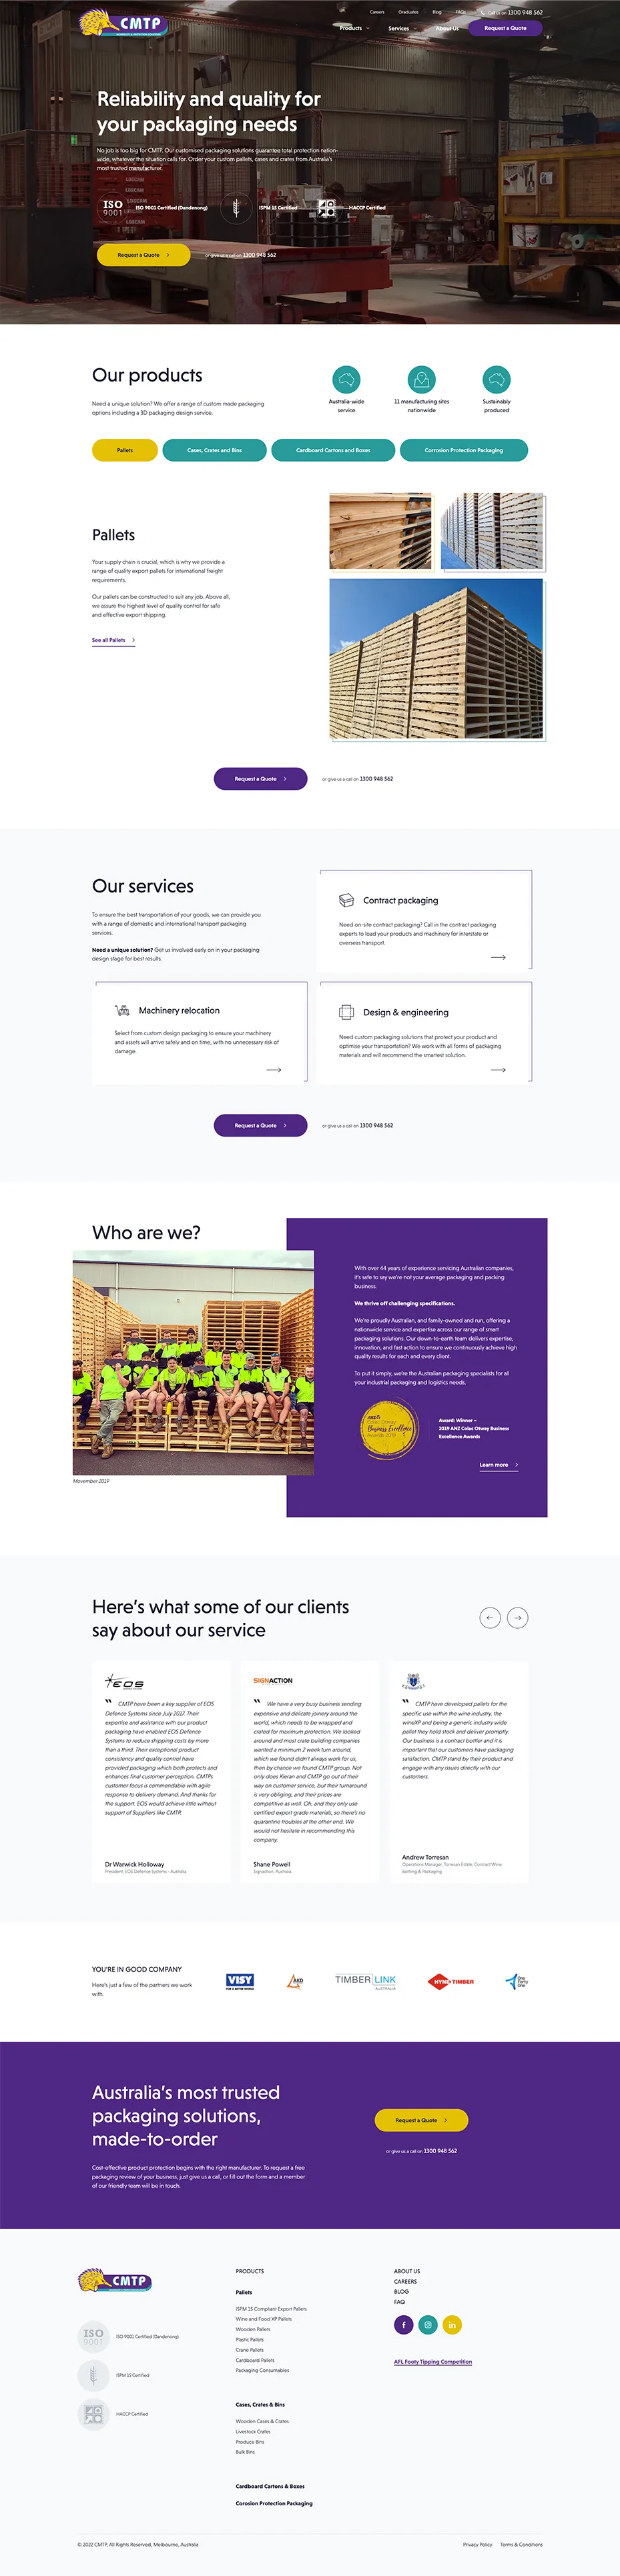 CMTP
Careers Graduates Blog FAQs Call us on 1300 948 562
Products Services About Us Request a Quote
Reliability and quality for
your packaging needs
No job is too big for CMTP. Our customised packaging solutions guarantee total protection nation-
wide, whatever the situation calls for. Order your custom pallets, cases and crates from Australia's
most trusted manufacturer.
ISO 9001 ISO 9001 Certified (Dandenong) ISPM 15 Certified HACCP Certified
Request a Quote or give us a call on 1300 948 562
Our products
Need a unique solution? We offer a range of custom made packaging
options including a 3D packaging design service.
Australia-wide
service
11 manufacturing sites
nationwide
Sustainably
produced
Pallets Cases, Crates and Bins Cardboard Cartons and Boxes Corrosion Protection Packaging
Pallets
Your supply chain is crucial, which is why we provide a
range of quality export pallets for international freight
requirements.
Our pallets can be constructed to suit any job. Above all,
we assure the highest level of quality control for safe
and effective export shipping.
See all Pallets
Request a Quote or give us a call on 1300 948 562
Our services
To ensure the best transportation of your goods, we can provide you
with a range of domestic and international transport packaging
services.
Need a unique solution? Get us involved early on in your packaging
design stage for best results.
Contract packaging
Need on-site contract packaging? Call in the contract packaging
experts to load your products and machinery for interstate or
overseas transport.
Machinery relocation
Select from custom design packaging to ensure your machinery
and assets will arrive safely and on time, with no unnecessary risk of
damage.
Design & engineering
Need custom packaging solutions that protect your product and
optimise your transportation? We work with all forms of packaging
materials and will recommend the smartest solution.
Request a Quote or give us a call on 1300 948 562
Who are we?
Movember 2019
With over 44 years of experience servicing Australian companies,
it's safe to say we're not your average packaging and packing
business.
We thrive off challenging specifications.
We're proudly Australian, and family-owned and run, offering a
nationwide service and expertise across our range of smart
packaging solutions. Our down-to-earth team delivers expertise,
innovation, and fast action to ensure we continuously achieve high
quality results for each and every client.
To put it simply, we're the Australian packaging specialists for all
your industrial packaging and logistics needs.
ANZ
Colac Otway
Business Excellence
Awards 2019
Award: Winner –
2019 ANZ Colac Otway Business
Excellence Awards
Learn more
Here's what some of our clients
say about our service
EOS
CMTP have been a key supplier of EOS
Defence Systems since July 2017. Their
expertise and assistance with our product
packaging have enabled EOS Defence
Systems to reduce shipping costs by more
than a third. Their exceptional product
consistency and quality control have
provided packaging which both protects and
enhances final customer perception. CMTPs
customer focus is commendable with agile
response to delivery demand. And thanks for
the support. EOS would achieve little without
support of Suppliers like CMTP.
Dr Warwick Holloway
President, EOS Defense Systems - Australia
SIGNACTION
We have a very busy business sending
expensive and delicate joinery around the
world, which needs to be wrapped and
crated for maximum protection. We looked
around and most crate building companies
wanted a minimum 2 week turn around,
which we found didn't always work for us,
then by chance we found CMTP group. Not
only does Kieran and CMTP go out of their
way on customer service, but their turnaround
is very obliging, and their prices are
competitive as well. Oh, and they only use
certified export grade materials, so there's no
quarantine troubles at the other end. We
would not hesitate in recommending this
company.
Shane Powell
Signaction, Australia
CMTP have developed pallets for the
specific use within the wine industry, the
wineXP and being a generic industry wide
pallet they hold stock and deliver promptly.
Our business is a contract bottler and it is
important that our customers have packaging
satisfaction. CMTP stand by their product and
engage with any issues directly with our
customers.
Andrew Torresan
Operations Manager, Torresan Estate, Contract Wine
Bottling & Packaging
YOU'RE IN GOOD COMPANY
Here's just a few of the partners we work
with.
VISY
FOR A BETTER WORLD
AKD
TIMBERLINK
AUSTRALIA
HYNE TIMBER
One
Forty
One
Australia's most trusted
packaging solutions,
made-to-order
Cost-effective product protection begins with the right manufacturer. To request a free
packaging review of your business, just give us a call, or fill out the form and a member
of our friendly team will be in touch.
Request a Quote
or give us a call on 1300 948 562
CMTP
ISO 9001 ISO 9001 Certified (Dandenong)
ISPM 15 Certified
HACCP Certified
PRODUCTS
Pallets
ISPM 15 Compliant Export Pallets
Wine and Food XP Pallets
Wooden Pallets
Plastic Pallets
Crane Pallets
Cardboard Pallets
Packaging Consumables
Cases, Crates & Bins
Wooden Cases & Crates
Livestock Crates
Produce Bins
Bulk Bins
Cardboard Cartons & Boxes
Corosion Protection Packaging
ABOUT US
CAREERS
BLOG
FAQ
AFL Footy Tipping Competition
© 2022 CMTP, All Rights Reserved, Melbourne, Australia
Privacy Policy Terms & Conditions